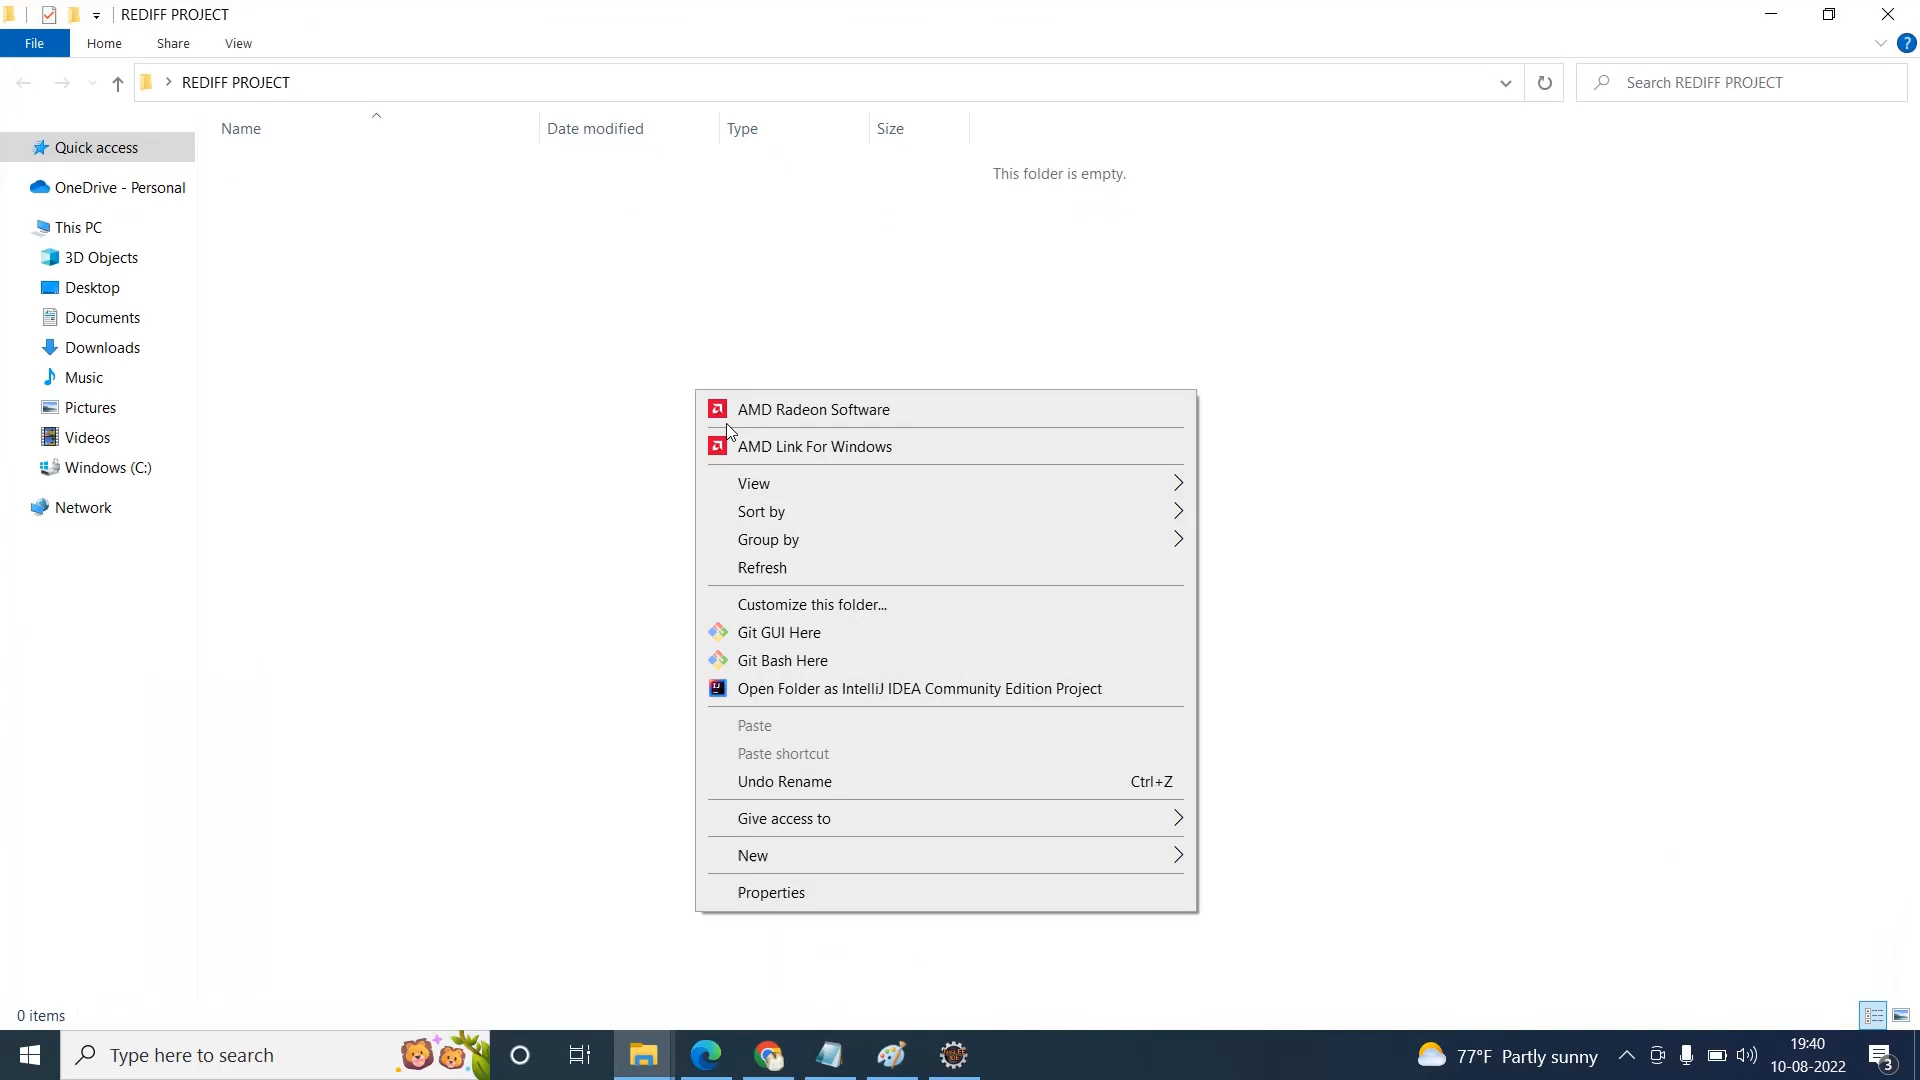 REDIFF PROJECT
File Home Share View
REDIFF PROJECT
Search REDIFF PROJECT
Name Date modified Type Size
This folder is empty.
Quick access
OneDrive - Personal
This PC
3D Objects
Desktop
Documents
Downloads
Music
Pictures
Videos
Windows (C:)
Network
AMD Radeon Software
AMD Link For Windows
View
Sort by
Group by
Refresh
Customize this folder...
Git GUI Here
Git Bash Here
Open Folder as IntelliJ IDEA Community Edition Project
Paste
Paste shortcut
Undo Rename Ctrl+Z
Give access to
New
Properties
0 items
Type here to search
77°F Partly sunny
19:40
10-08-2022
3